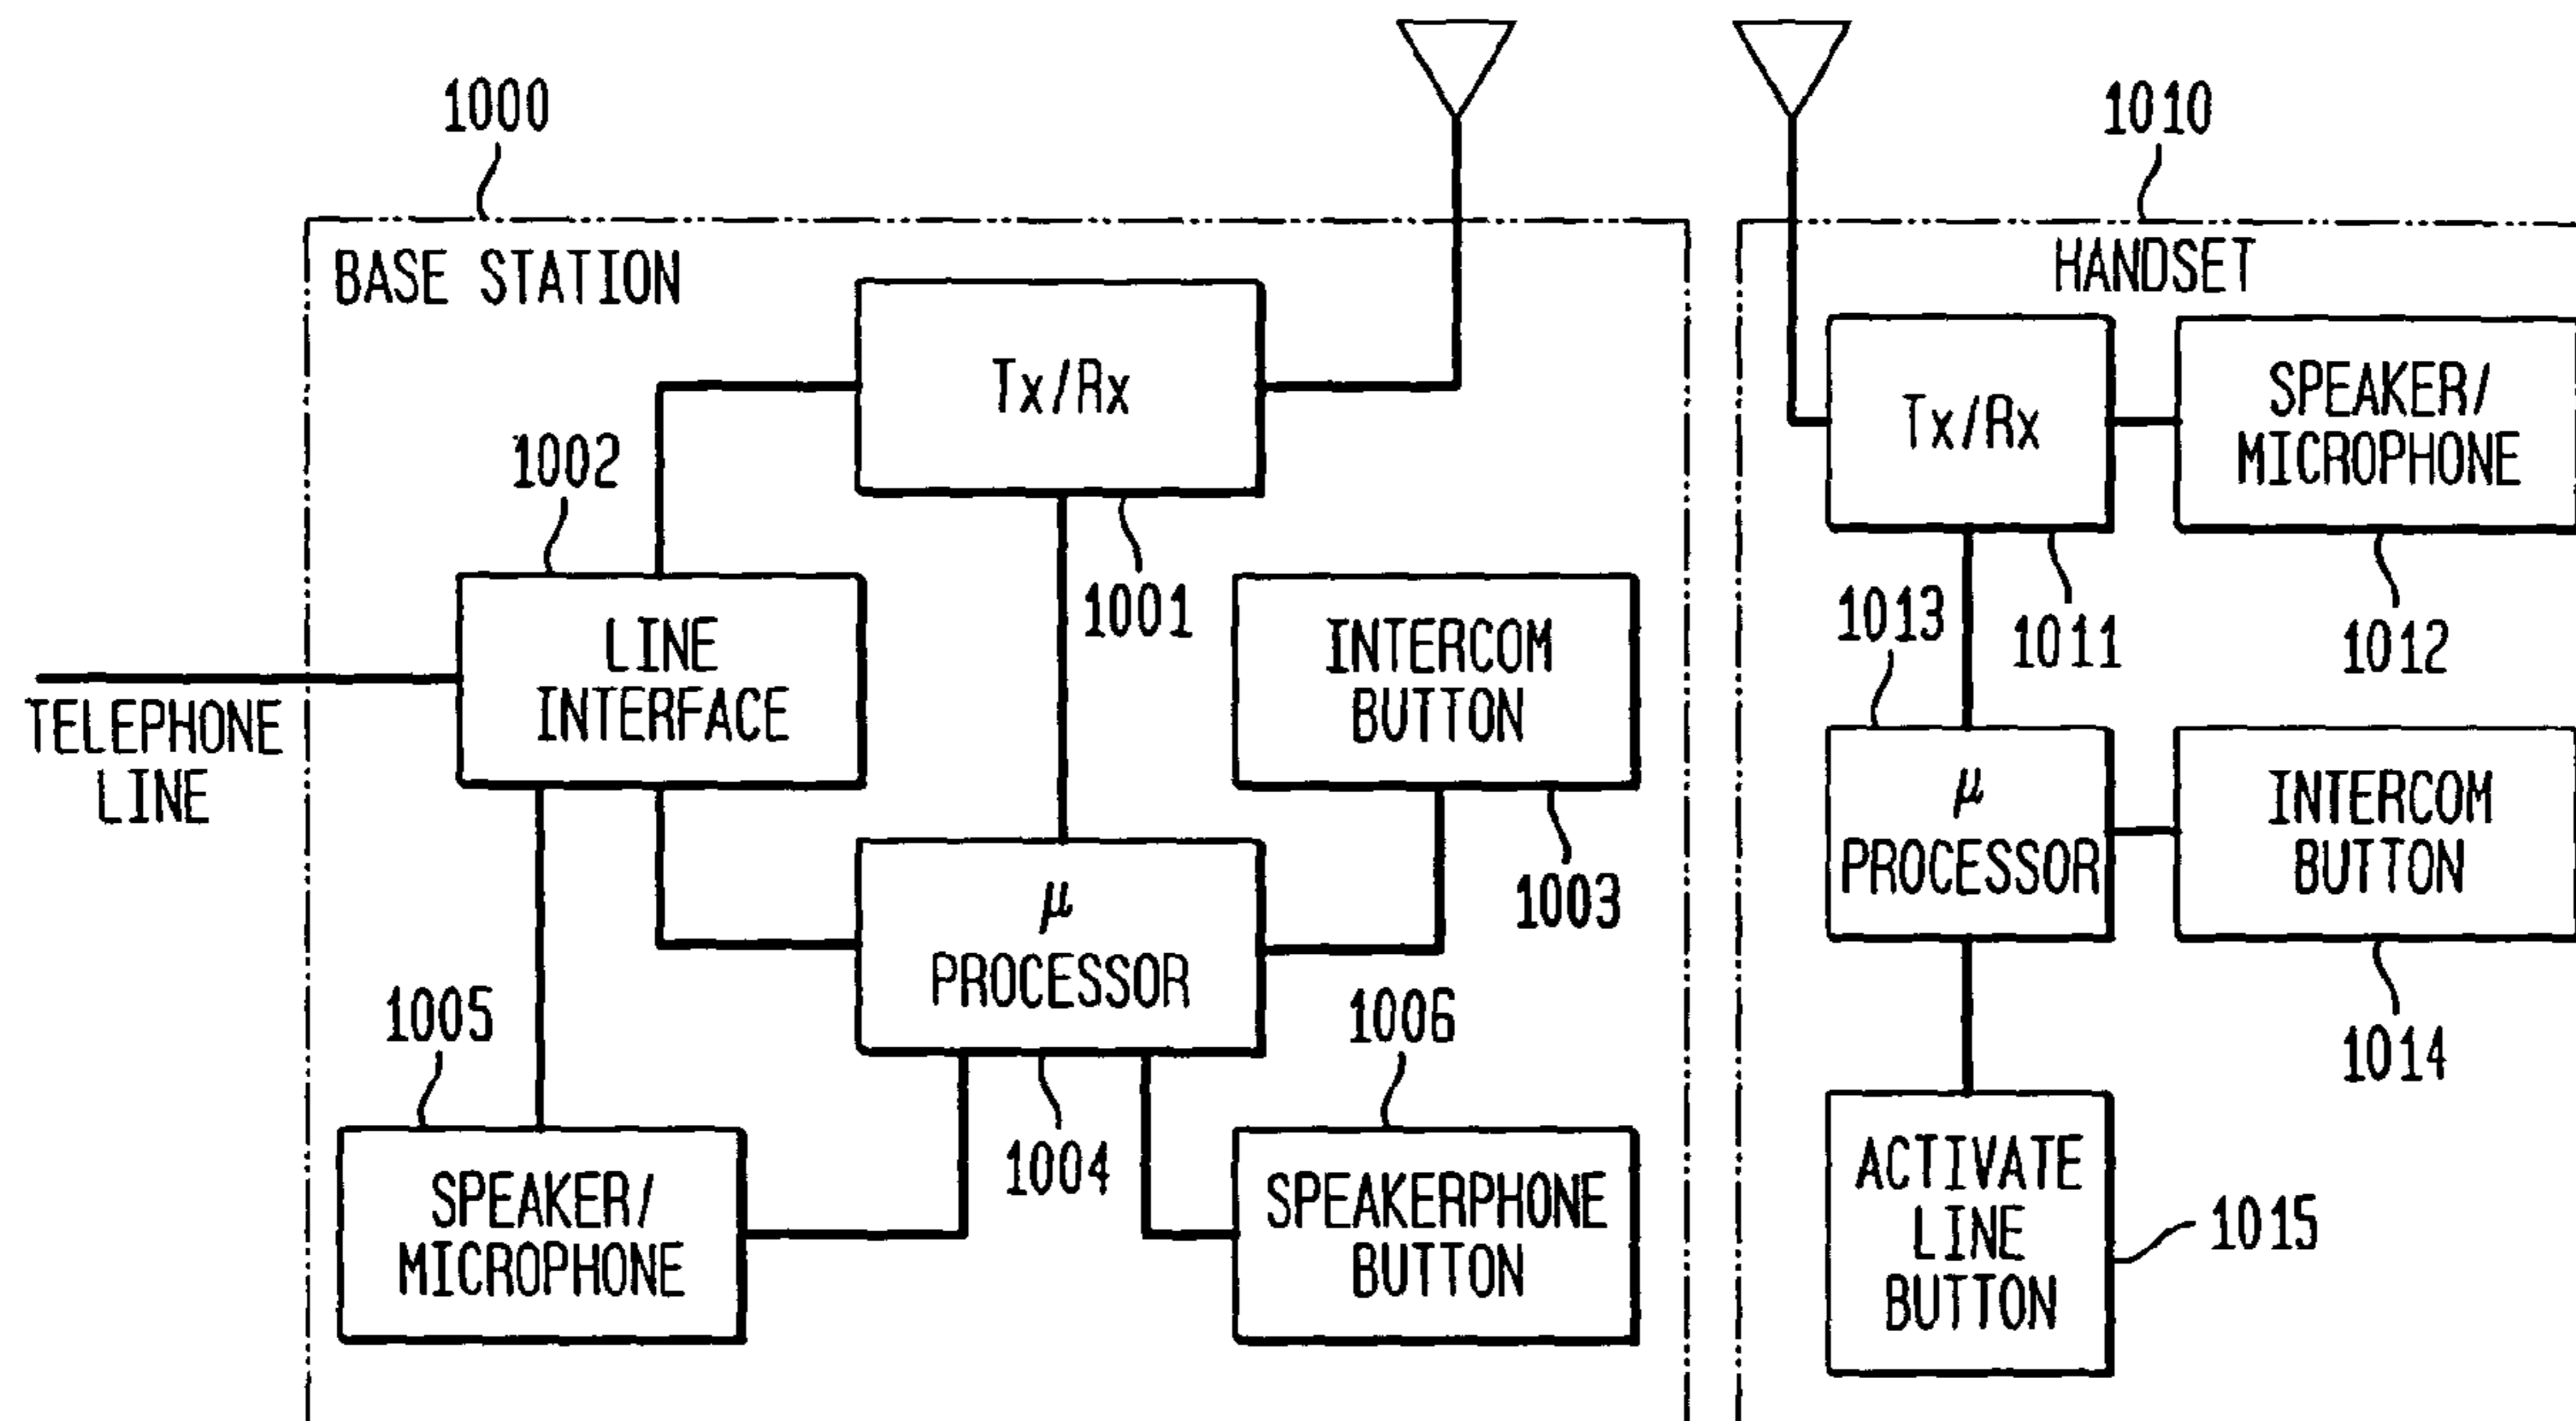 1000
1010
BASE STATION
HANDSET
Tx/Rx
1001
1002
LINE
INTERFACE
TELEPHONE
LINE
INTERCOM
BUTTON
1003
μ
PROCESSOR
1004
1005
SPEAKER/
MICROPHONE
1006
SPEAKERPHONE
BUTTON
Tx/Rx
1011
SPEAKER/
MICROPHONE
1012
1013
μ
PROCESSOR
INTERCOM
BUTTON
1014
ACTIVATE
LINE
BUTTON
1015